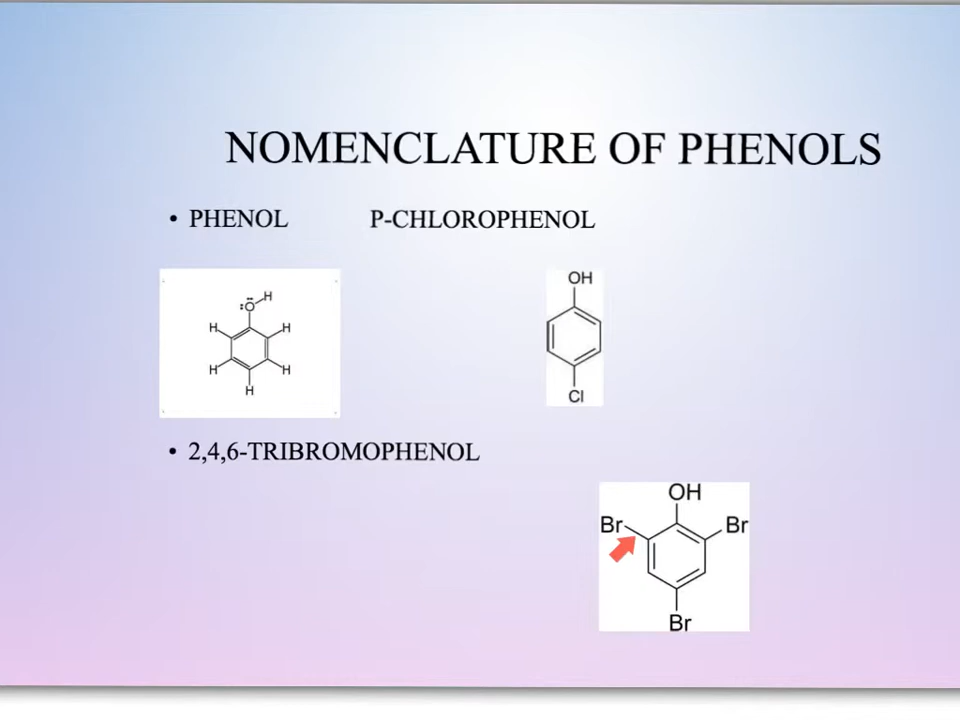 NOMENCLATURE OF PHENOLS
• PHENOL P-CHLOROPHENOL
H
:Ö
H H
H H
H
OH
Cl
• 2,4,6-TRIBROMOPHENOL
OH
Br Br
Br